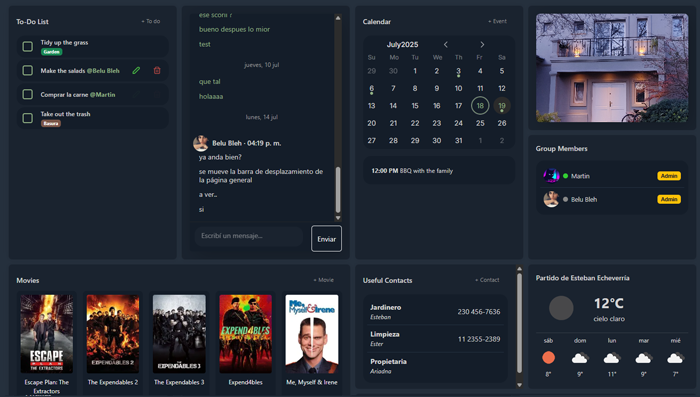 To-Do List
+ To do
Tidy up the grass
Garden
Make the salads @Belu Bleh
Comprar la carne @Martin
Take out the trash
Basura
ese sconi ?
bueno despues lo mior
test
jueves, 10 jul
que tal
holaaaa
lunes, 14 jul
Belu Bleh · 04:19 p. m.
ya anda bien?
se mueve la barra de desplazamiento de
la página general
a ver..
si
Escribí un mensaje...
Enviar
Calendar
+ Event
July2025
Su Mo Tu We Th Fr Sa
29 30 1 2 3 4 5
6 7 8 9 10 11 12
13 14 15 16 17 18 19
20 21 22 23 24 25 26
27 28 29 30 31 1 2
12:00 PM BBQ with the family
Group Members
Martin
Admin
Belu Bleh
Admin
Movies
+ Movie
ESCAPE
PLAN
THE EXTRACTORS
EXPENDABLES 2
EXPENDABLES 3
EXPEND4BLES
Me,
Myself & Irene
Escape Plan: The
Extractors
The Expendables 2
The Expendables 3
Expend4bles
Me, Myself & Irene
Useful Contacts
+ Contact
Jardinero
Esteban
230 456-7636
Limpieza
Ester
11 2355-2389
Propietaria
Ariadna
Partido de Esteban Echeverría
12°C
cielo claro
sáb dom lun mar mié
8° 9° 11° 9° 7°